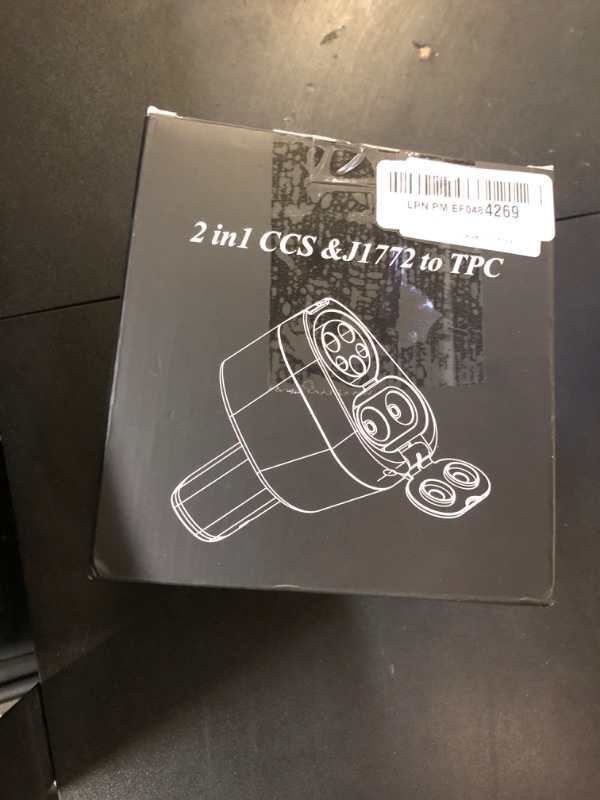 LPN PM EF0484269
2 in1 CCS &J1772 to TPC